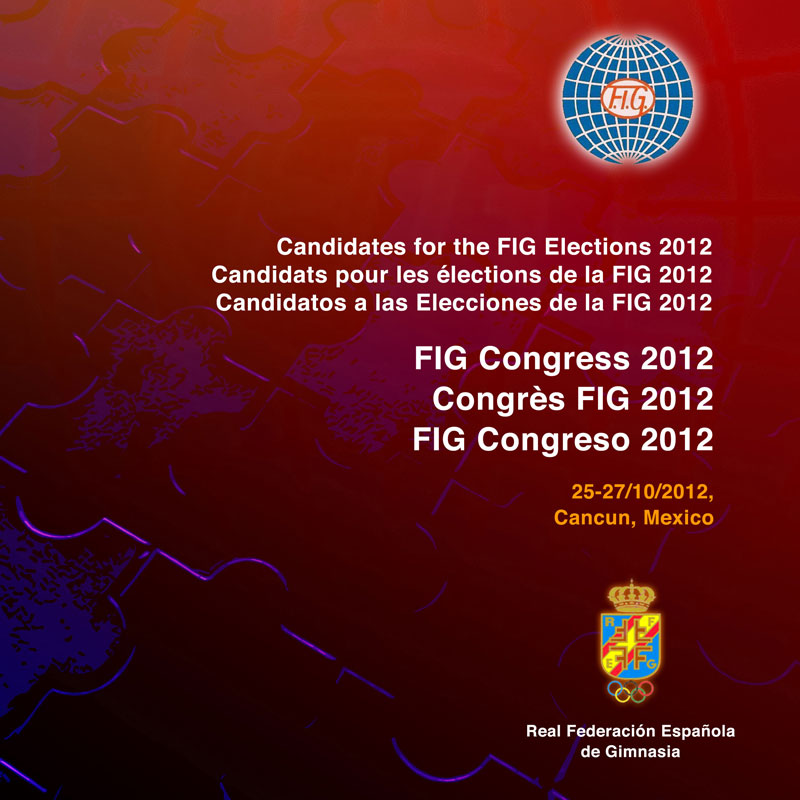 F.I.G.
Candidates for the FIG Elections 2012
Candidats pour les élections de la FIG 2012
Candidatos a las Elecciones de la FIG 2012
FIG Congress 2012
Congrès FIG 2012
FIG Congreso 2012
25-27/10/2012,
Cancun, Mexico
R F
E G
Real Federación Española
de Gimnasia